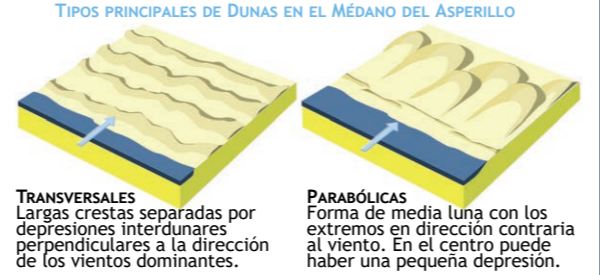 TIPOS PRINCIPALES DE DUNAS EN EL MÉDANO DEL ASPERILLO
TRANSVERSALES
Largas crestas separadas por
depresiones interdunares
perpendiculares a la dirección
de los vientos dominantes.
PARABÓLICAS
Forma de media luna con los
extremos en dirección contraria
al viento. En el centro puede
haber una pequeña depresión.